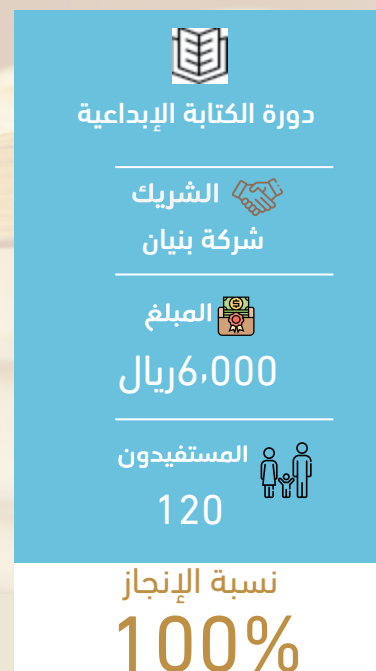 دورة الكتابة الإبداعية
الشريك
شركة بنيان
المبلغ
6،000ريال
المستفيدون
120
نسبة الإنجاز
100%